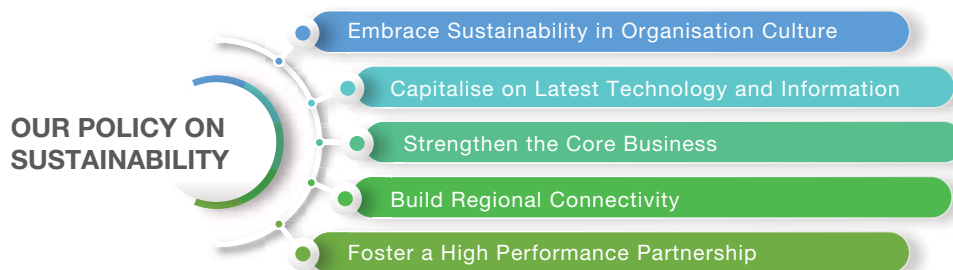 OUR POLICY ON
SUSTAINABILITY
Embrace Sustainability in Organisation Culture
Capitalise on Latest Technology and Information
Strengthen the Core Business
Build Regional Connectivity
Foster a High Performance Partnership